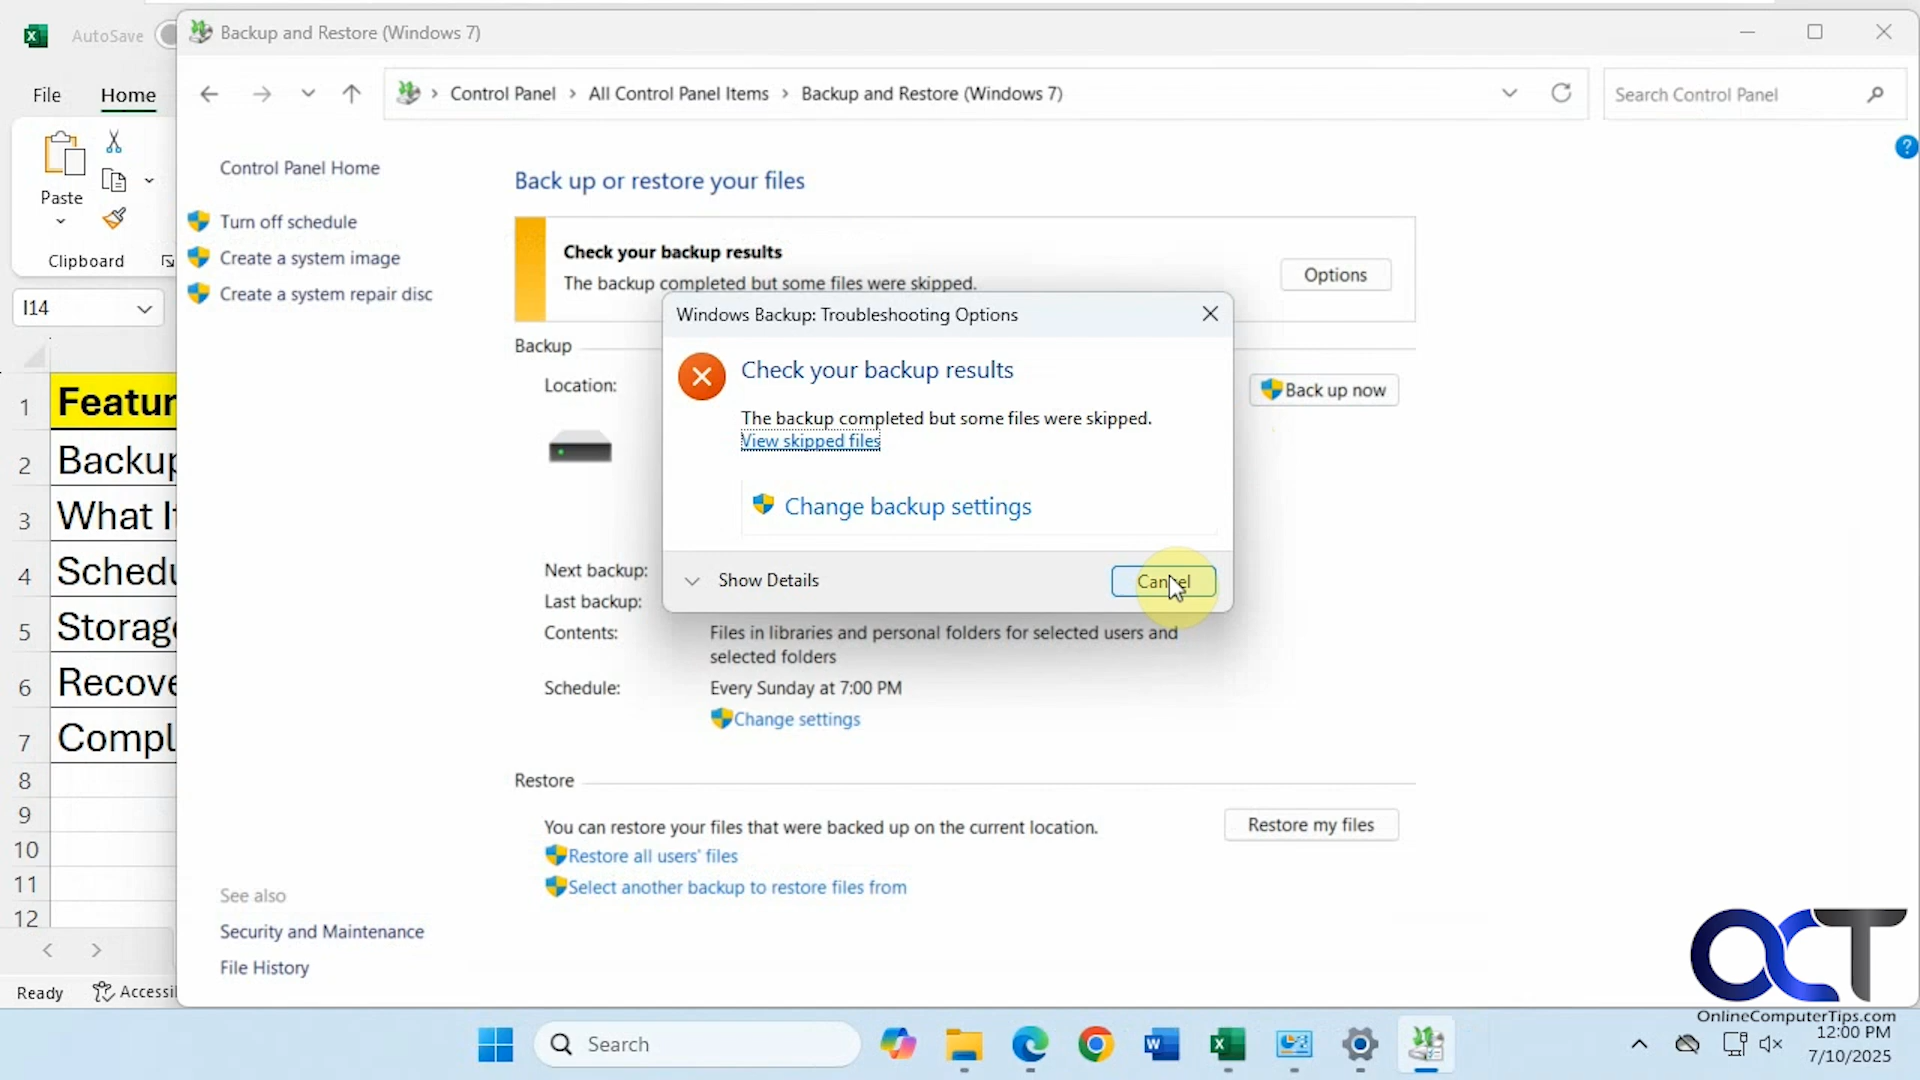 AutoSave
Backup and Restore (Windows 7)
File
Home
Control Panel > All Control Panel Items > Backup and Restore (Windows 7)
Search Control Panel
Paste
Clipboard
I14
1 Featur
2 Backup
3 What It
4 Schedu
5 Storage
6 Recove
7 Compl
8
9
10
11
12
Ready
Accessi
Control Panel Home
Turn off schedule
Create a system image
Create a system repair disc
See also
Security and Maintenance
File History
?
Back up or restore your files
Check your backup results
The backup completed but some files were skipped.
Options
Backup
Location:
Back up now
Next backup:
Last backup:
Contents: Files in libraries and personal folders for selected users and
selected folders
Schedule: Every Sunday at 7:00 PM
Change settings
Restore
You can restore your files that were backed up on the current location.
Restore my files
Restore all users' files
Select another backup to restore files from
Windows Backup: Troubleshooting Options
Check your backup results
The backup completed but some files were skipped.
View skipped files
Change backup settings
Show Details
Cancel
OCT
OnlineComputerTips.com
Search
W
X
12:00 PM
7/10/2025